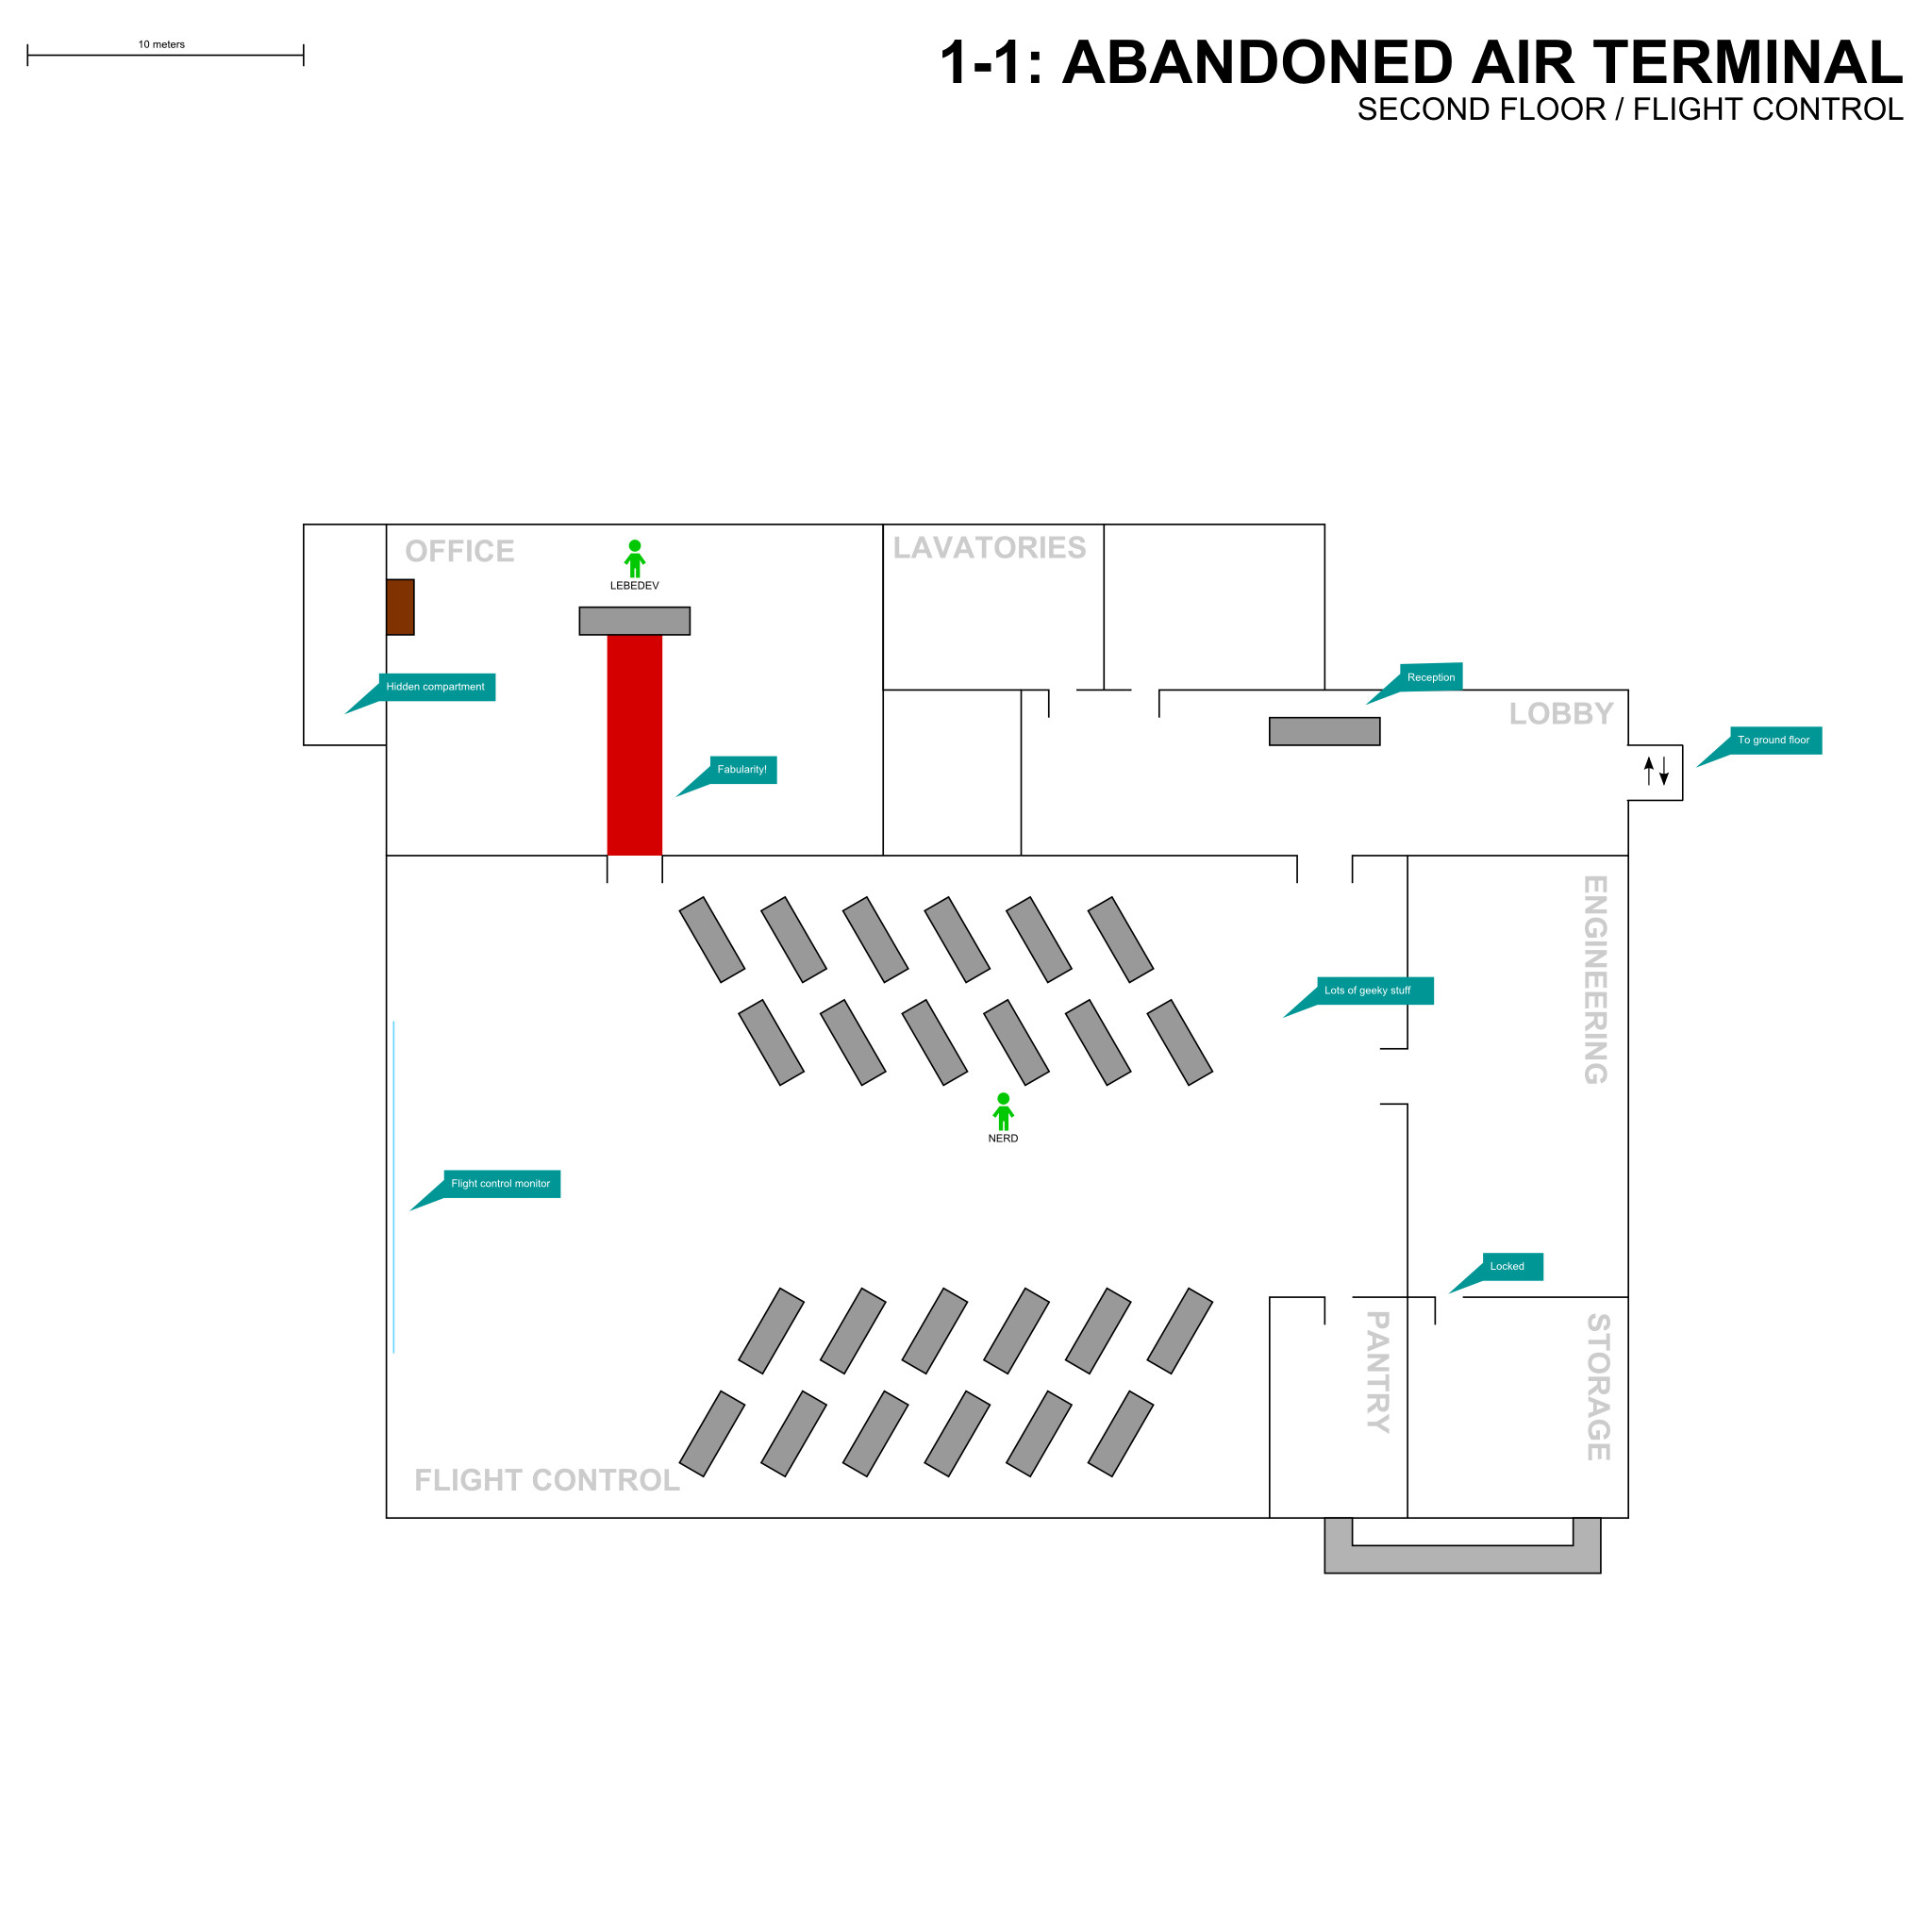 10 meters
1-1: ABANDONED AIR TERMINAL
SECOND FLOOR / FLIGHT CONTROL
OFFICE
LAVATORIES
LEBEDEV
Hidden compartment
Reception
LOBBY
To ground floor
Fabularity!
ENGINEERING
Lots of geeky stuff
NERD
Flight control monitor
Locked
PANTRY
STORAGE
FLIGHT CONTROL